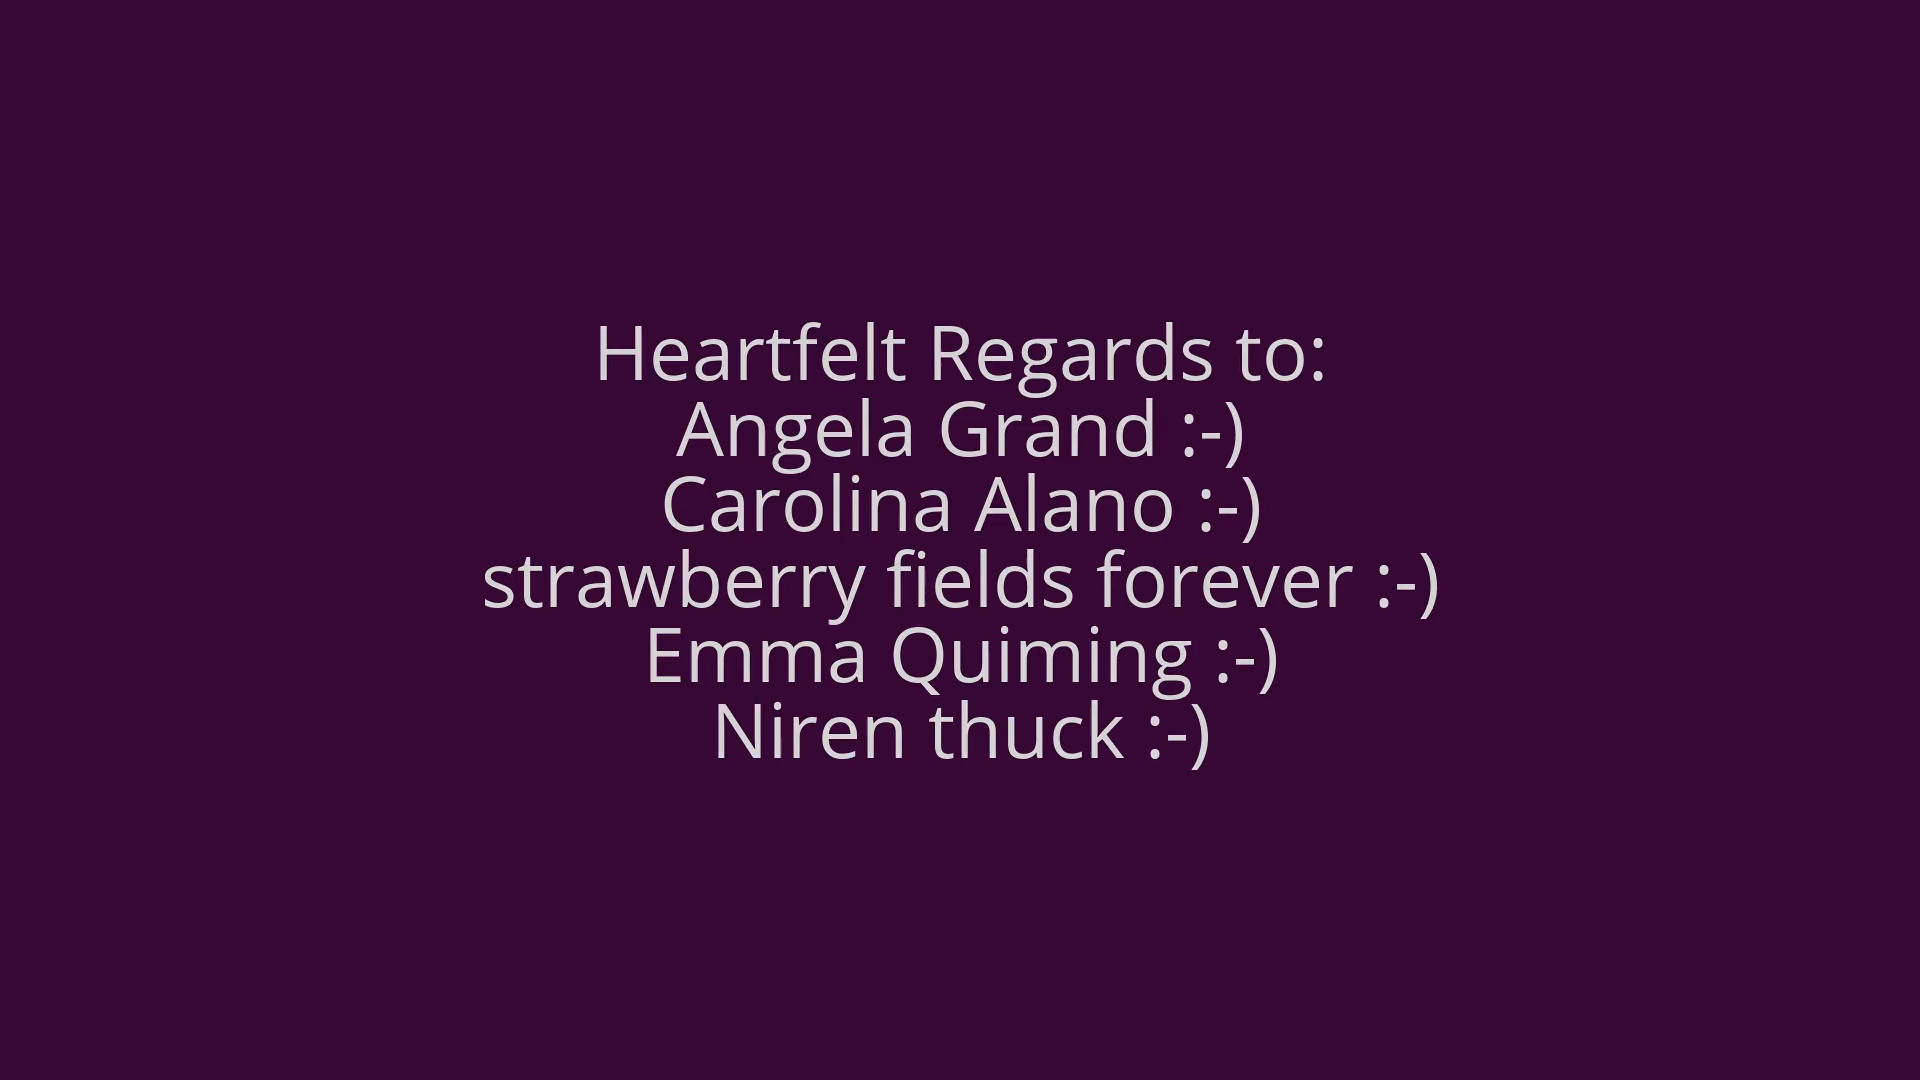 Heartfelt Regards to:
Angela Grand :-)
Carolina Alano :-)
strawberry fields forever :-)
Emma Quiming :-)
Niren thuck :-)